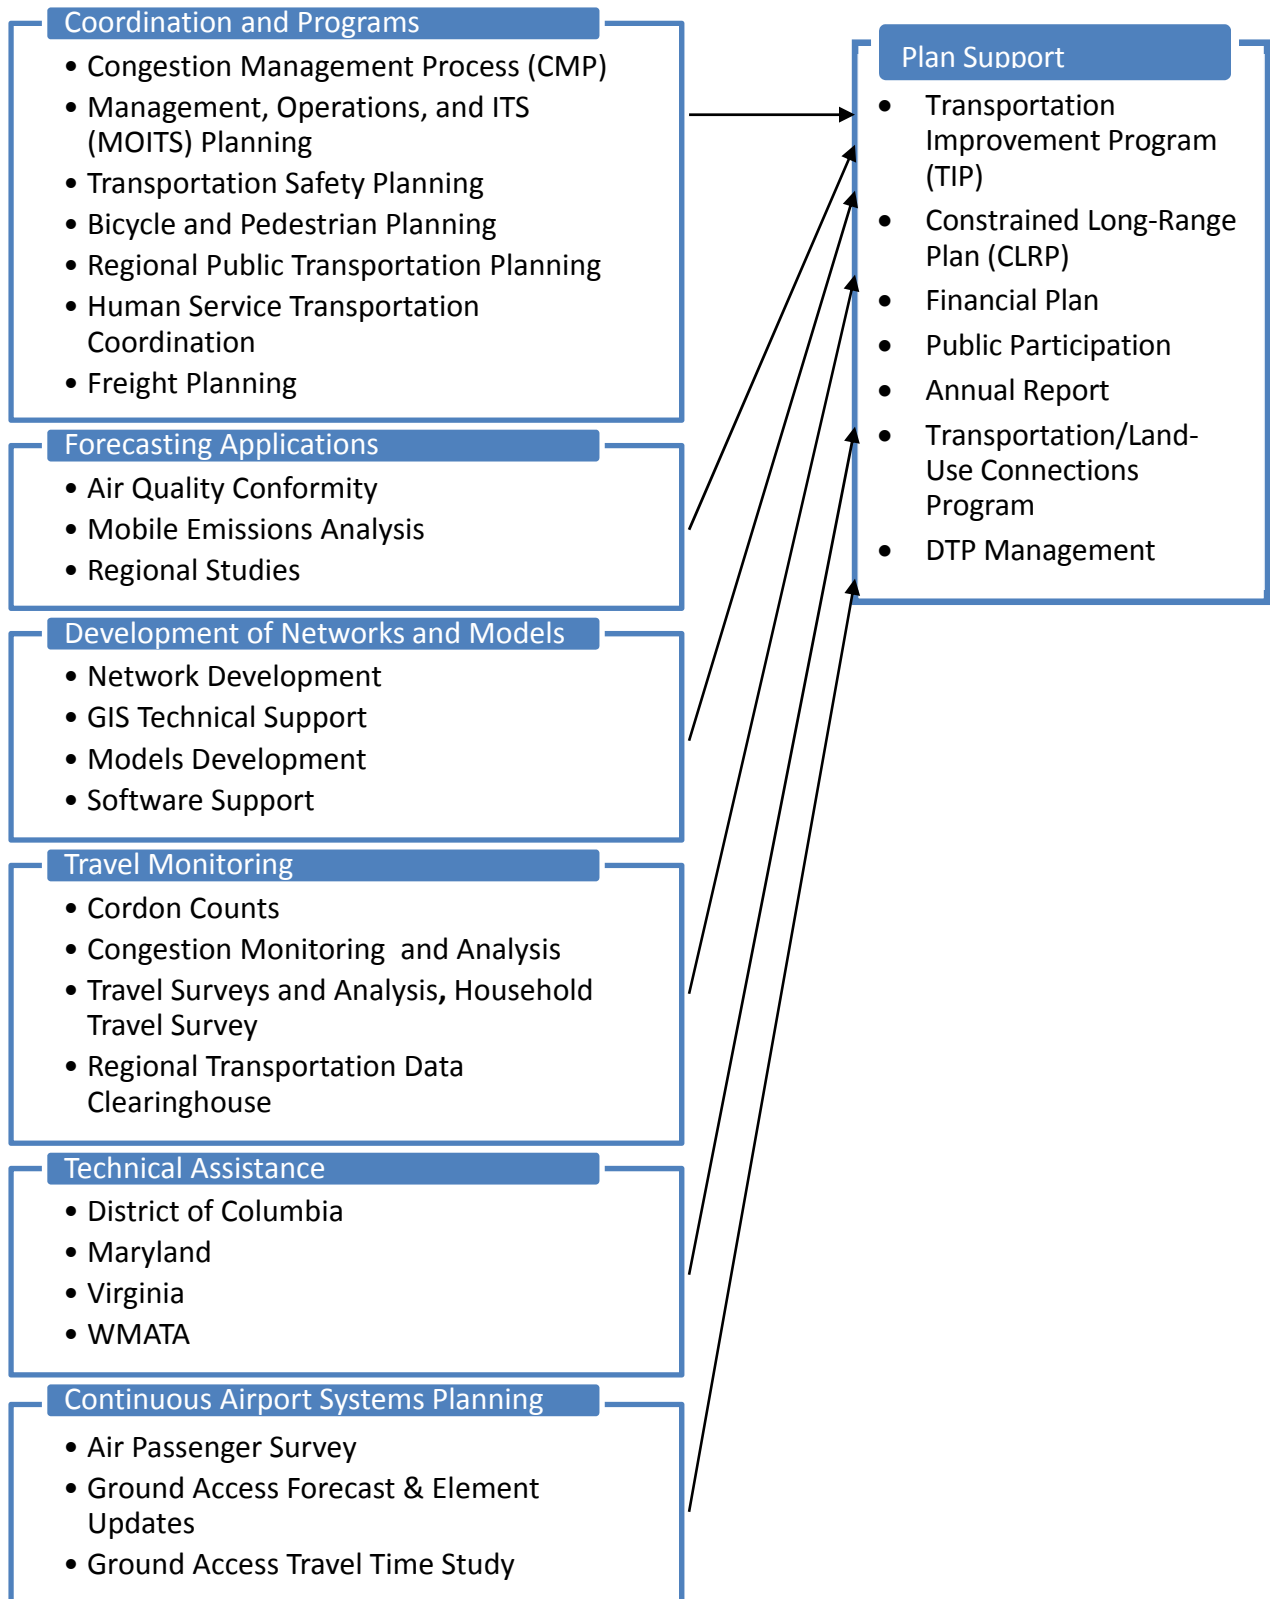 Coordination and Programs
• Congestion Management Process (CMP)
• Management, Operations, and ITS
(MOITS) Planning
• Transportation Safety Planning
• Bicycle and Pedestrian Planning
• Regional Public Transportation Planning
• Human Service Transportation
Coordination
• Freight Planning
Forecasting Applications
• Air Quality Conformity
• Mobile Emissions Analysis
• Regional Studies
Development of Networks and Models
• Network Development
• GIS Technical Support
• Models Development
• Software Support
Travel Monitoring
• Cordon Counts
• Congestion Monitoring  and Analysis
• Travel Surveys and Analysis, Household
Travel Survey
• Regional Transportation Data
Clearinghouse
Technical Assistance
• District of Columbia
• Maryland
• Virginia
• WMATA
Continuous Airport Systems Planning
• Air Passenger Survey
• Ground Access Forecast & Element
Updates
• Ground Access Travel Time Study
Plan Support
• Transportation
Improvement Program
(TIP)
• Constrained Long-Range
Plan (CLRP)
• Financial Plan
• Public Participation
• Annual Report
• Transportation/Land-
Use Connections
Program
• DTP Management